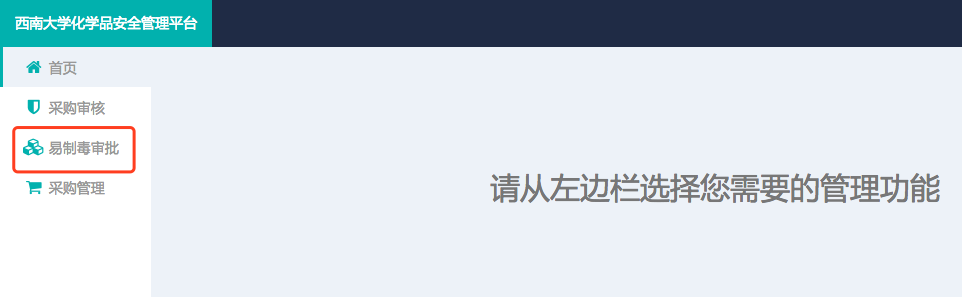 西南大学化学品安全管理平台
首页
采购审核
易制毒审批
采购管理
请从左边栏选择您需要的管理功能